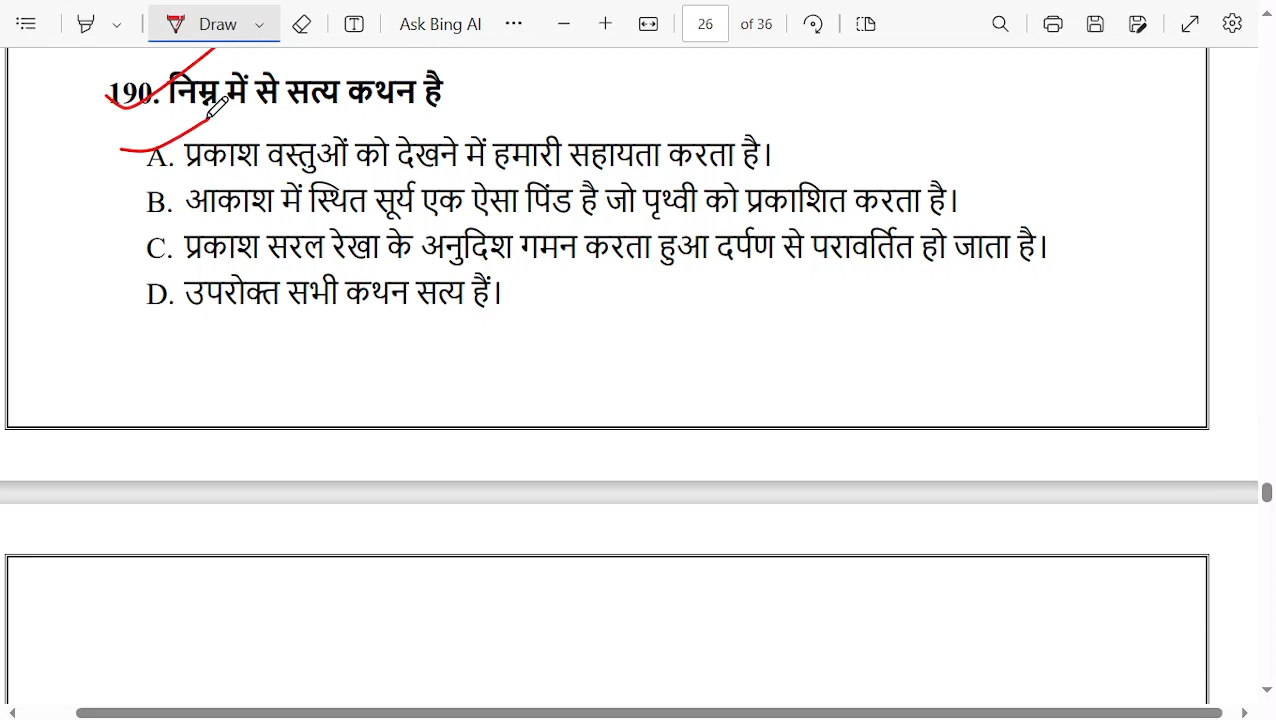 Draw
Ask Bing AI
26 of 36
190. निम्न में से सत्य कथन है
A. प्रकाश वस्तुओं को देखने में हमारी सहायता करता है।
B. आकाश में स्थित सूर्य एक ऐसा पिंड है जो पृथ्वी को प्रकाशित करता है।
C. प्रकाश सरल रेखा के अनुदिश गमन करता हुआ दर्पण से परावर्तित हो जाता है।
D. उपरोक्त सभी कथन सत्य हैं।